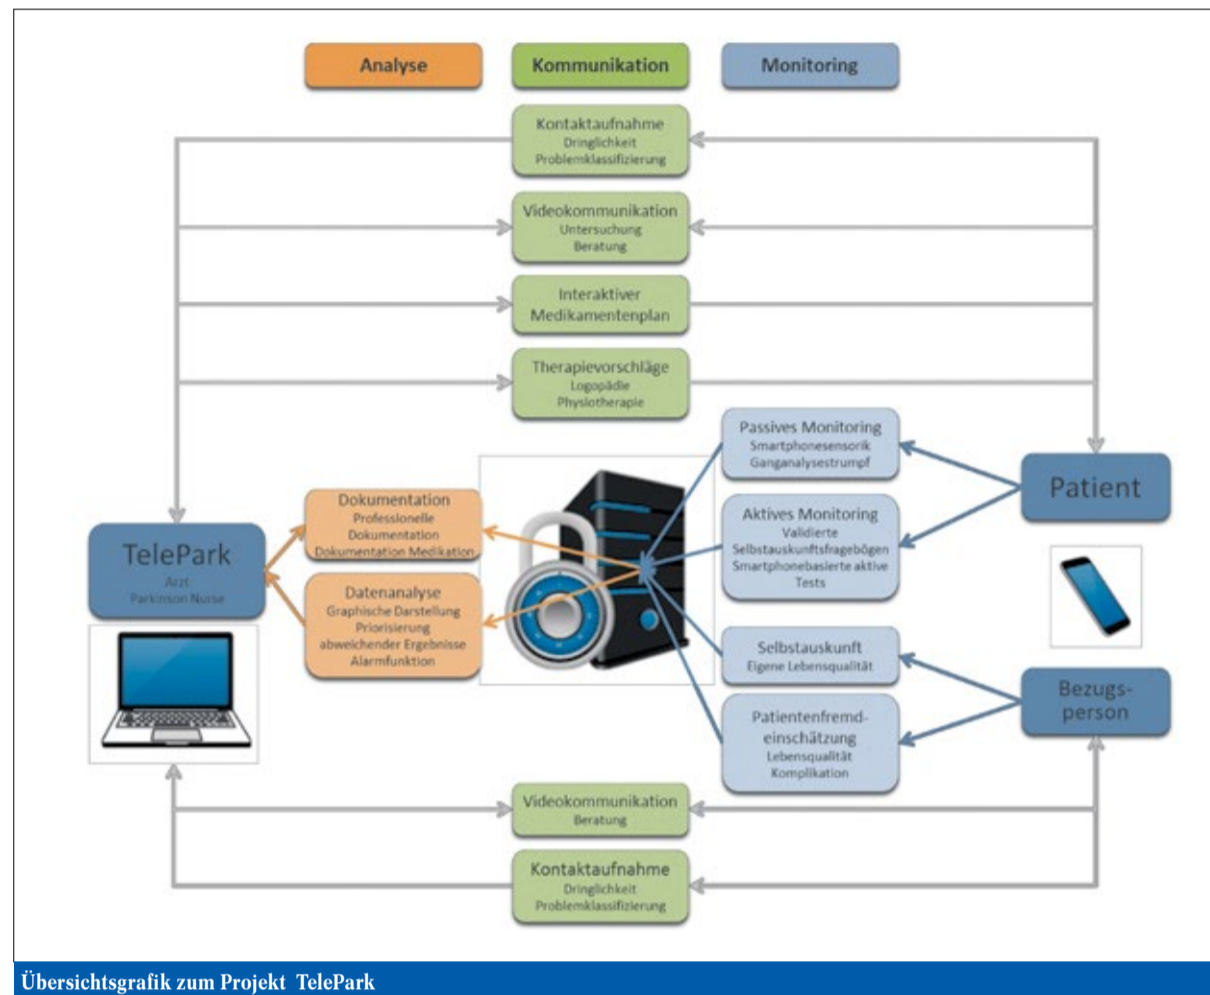 Analyse
Kommunikation
Monitoring
Kontaktaufnahme
Dringlichkeit
Problemklassifizierung
Videokommunikation
Untersuchung
Beratung
Interaktiver
Medikamentenplan
Therapievorschläge
Logopädie
Physiotherapie
Passives Monitoring
Smartphonesensorik
Ganganalysestrumpf
Patient
Aktives Monitoring
Validierte
Selbstauskunftsfragebögen
Smartphonebasierte aktive
Tests
Dokumentation
Professionelle
Dokumentation
Dokumentation Medikation
TelePark
Arzt
Parkinson Nurse
Datenanalyse
Graphische Darstellung
Priorisierung
abweichender Ergebnisse
Alarmfunktion
Selbstauskunft
Eigene Lebensqualität
Bezugs-
person
Patientenfremd-
einschätzung
Lebensqualität
Komplikation
Videokommunikation
Beratung
Kontaktaufnahme
Dringlichkeit
Problemklassifizierung
Übersichtsgrafik zum Projekt TelePark